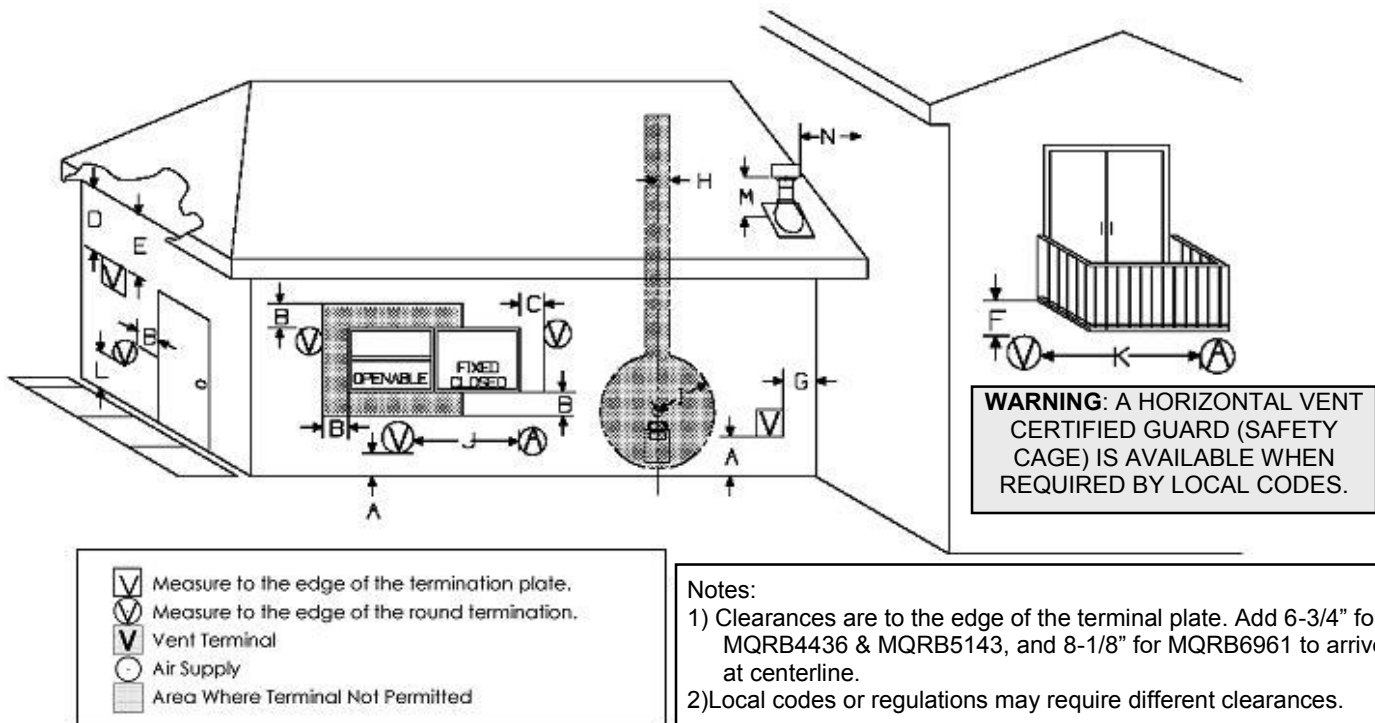 N
H
M
D
E
V
B
V
L
B
C
V
V
OPENABLE
FIXED
CLOSED
B
B
V
J
A
A
I
G
V
A
F
V
K
A
WARNING: A HORIZONTAL VENT
CERTIFIED GUARD (SAFETY
CAGE) IS AVAILABLE WHEN
REQUIRED BY LOCAL CODES.
V Measure to the edge of the termination plate.
V Measure to the edge of the round termination.
V Vent Terminal
Air Supply
Area Where Terminal Not Permitted
Notes:
1) Clearances are to the edge of the terminal plate. Add 6-3/4” fo
MQRB4436 & MQRB5143, and 8-1/8” for MQRB6961 to arrive
at centerline.
2)Local codes or regulations may require different clearances.